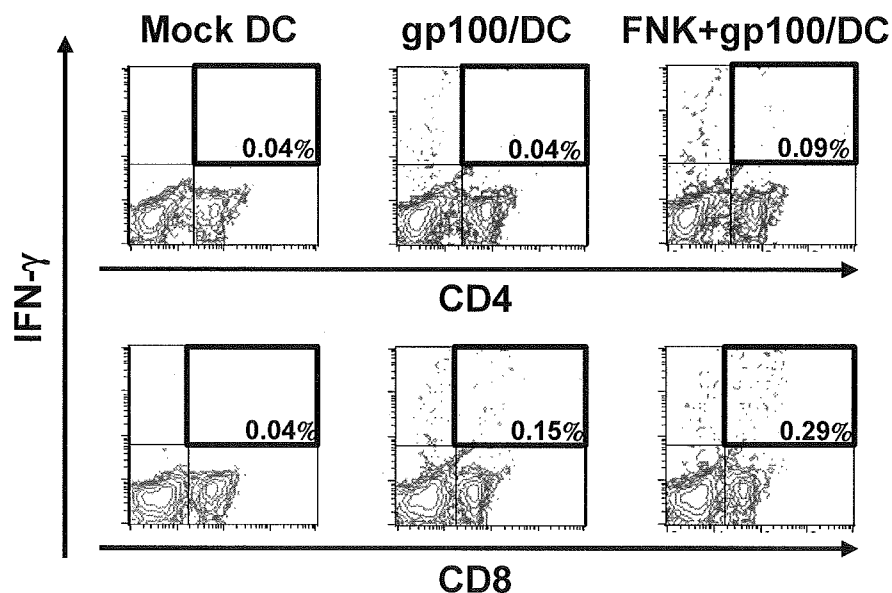 Mock DC
gp100/DC
FNK+gp100/DC
0.04%
0.04%
0.09%
CD4
IFN-γ
0.04%
0.15%
0.29%
CD8